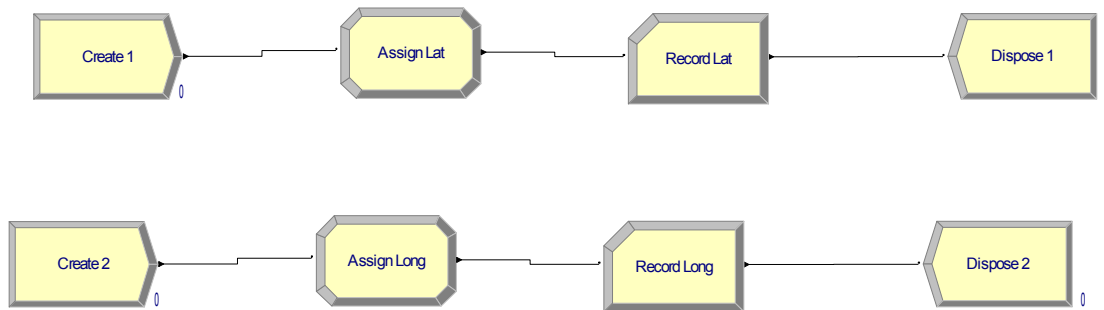 Create 1
Assign Lat
Record Lat
Dispose 1
0
Create 2
Assign Long
Record Long
Dispose 2
0
0